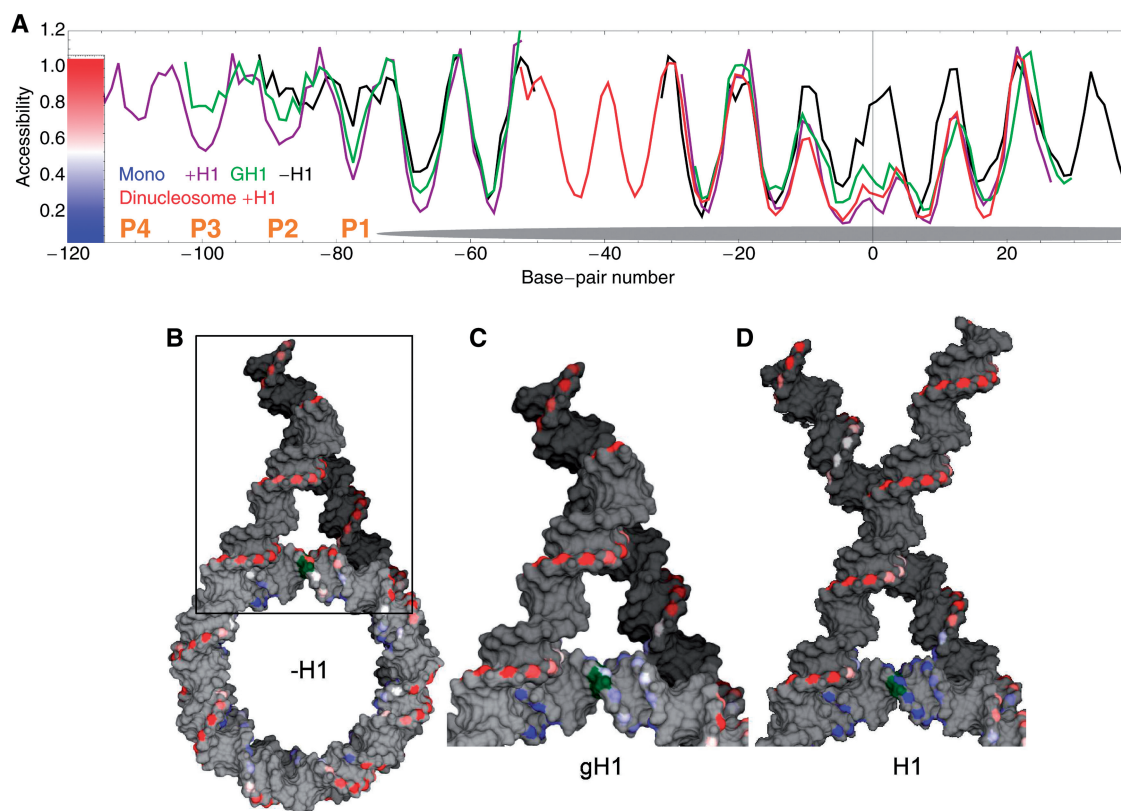 A
1.2
1.0
0.8
0.6
0.4
0.2
Accessibility
Mono +H1 GH1 −H1
Dinucleosome +H1
P4 P3 P2 P1
−120 −100 −80 −60 −40 −20 0 20
Base−pair number
B C D
-H1
gH1 H1